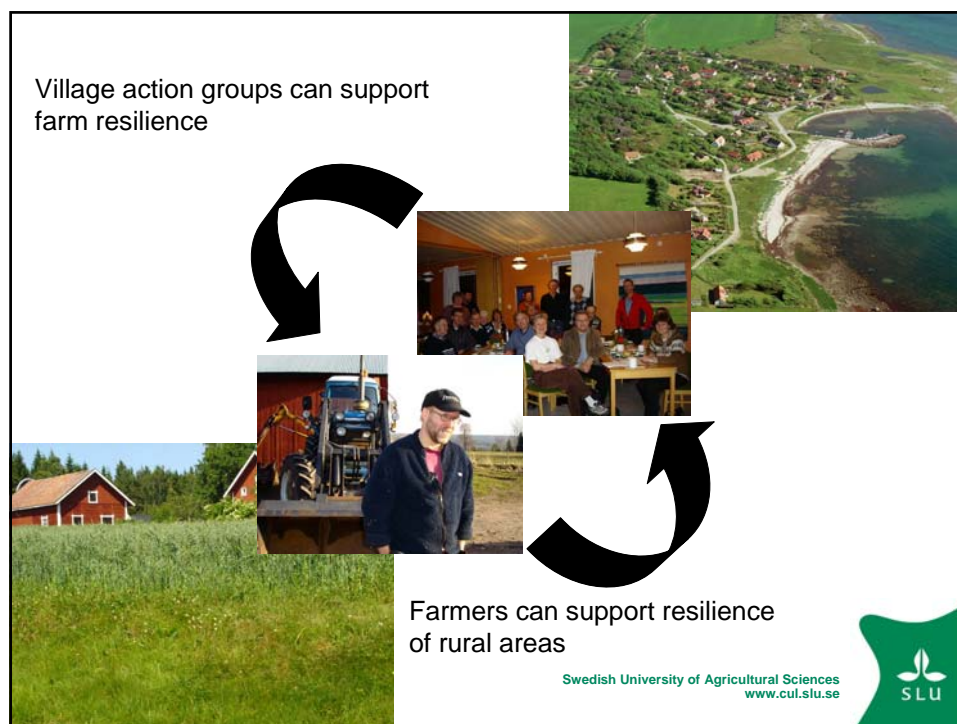 Village action groups can support
farm resilience
Farmers can support resilience
of rural areas
Swedish University of Agricultural Sciences
www.cul.slu.se
SLU